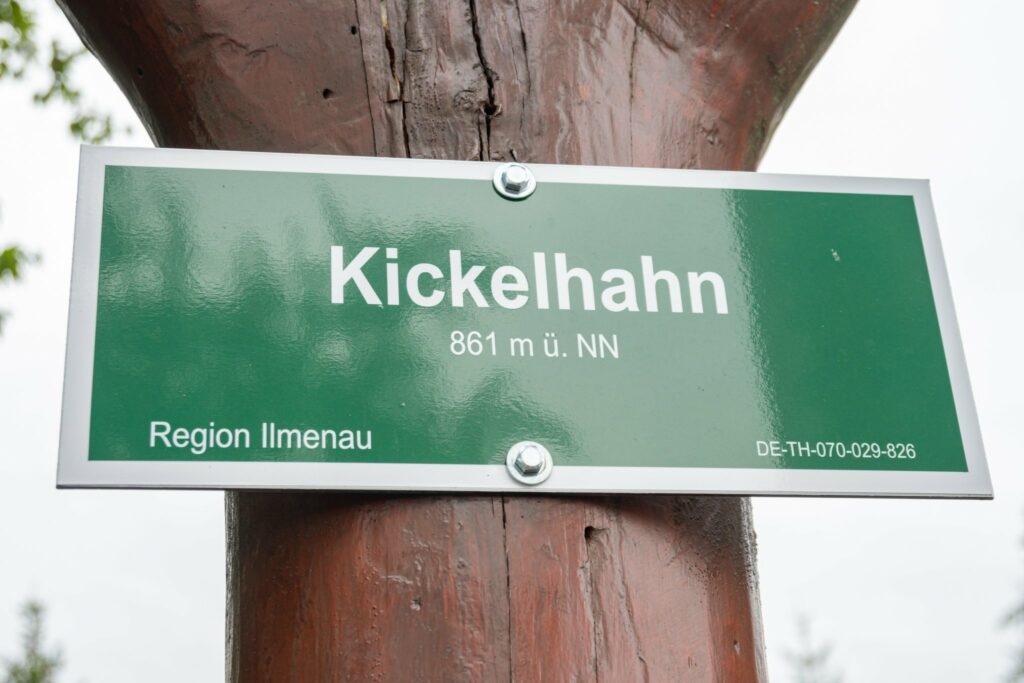 Kickelhahn
861 m ü. NN
Region Ilmenau
DE-TH-070-029-826